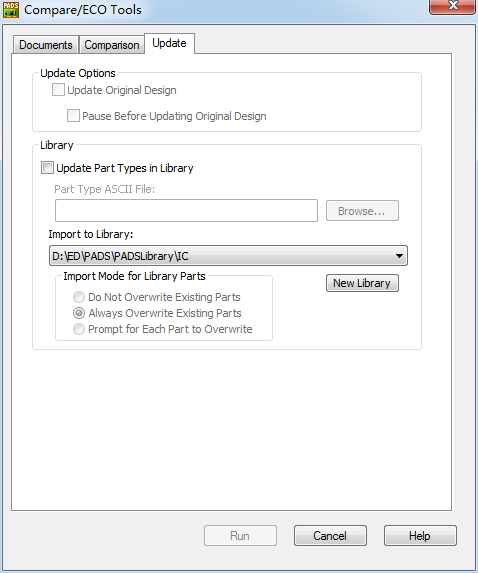 PADS
Compare/ECO Tools
Documents Comparison Update
Update Options
Update Original Design
Pause Before Updating Original Design
Library
Update Part Types in Library
Part Type ASCII File:
Browse...
Import to Library:
D:\ED\PADS\PADSLibrary\IC
Import Mode for Library Parts
New Library
Do Not Overwrite Existing Parts
Always Overwrite Existing Parts
Prompt for Each Part to Overwrite
Run Cancel Help